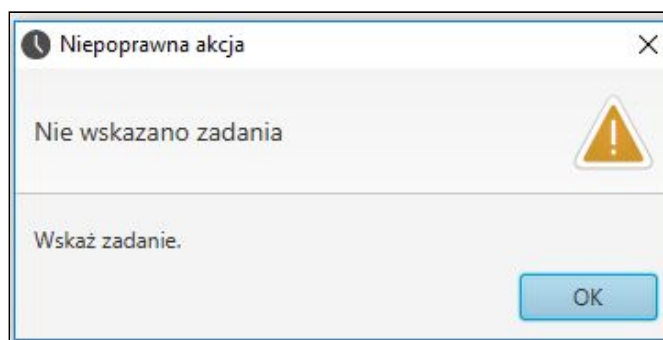 Niepoprawna akcja
Nie wskazano zadania
Wskaż zadanie.
OK